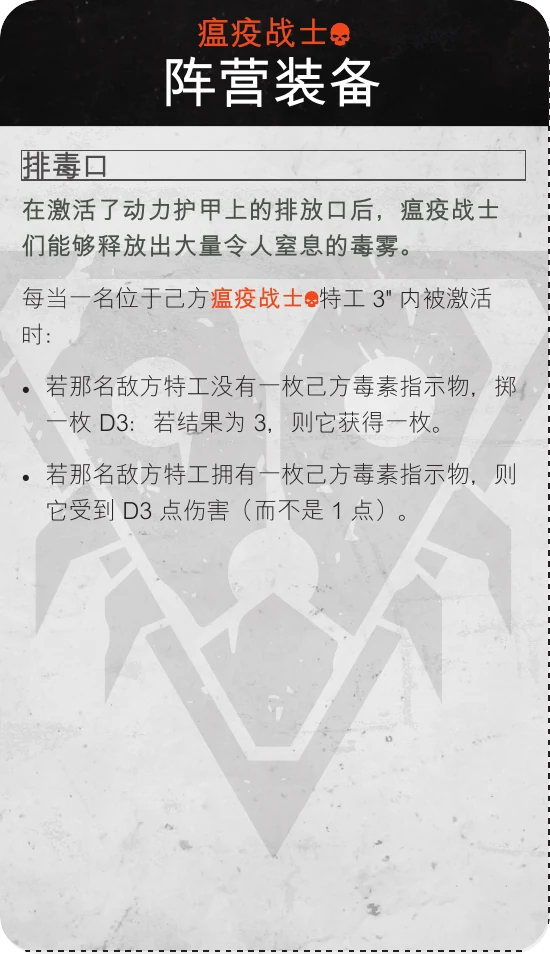 瘟疫战士
阵营装备
排毒口
在激活了动力护甲上的排放口后，瘟疫战士
们能够释放出大量令人窒息的毒雾。
每当一名位于己方瘟疫战士特工 3" 内被激活
时：
• 若那名敌方特工没有一枚己方毒素指示物，掷
一枚 D3：若结果为 3，则它获得一枚。
• 若那名敌方特工拥有一枚己方毒素指示物，则
它受到 D3 点伤害（而不是 1 点）。